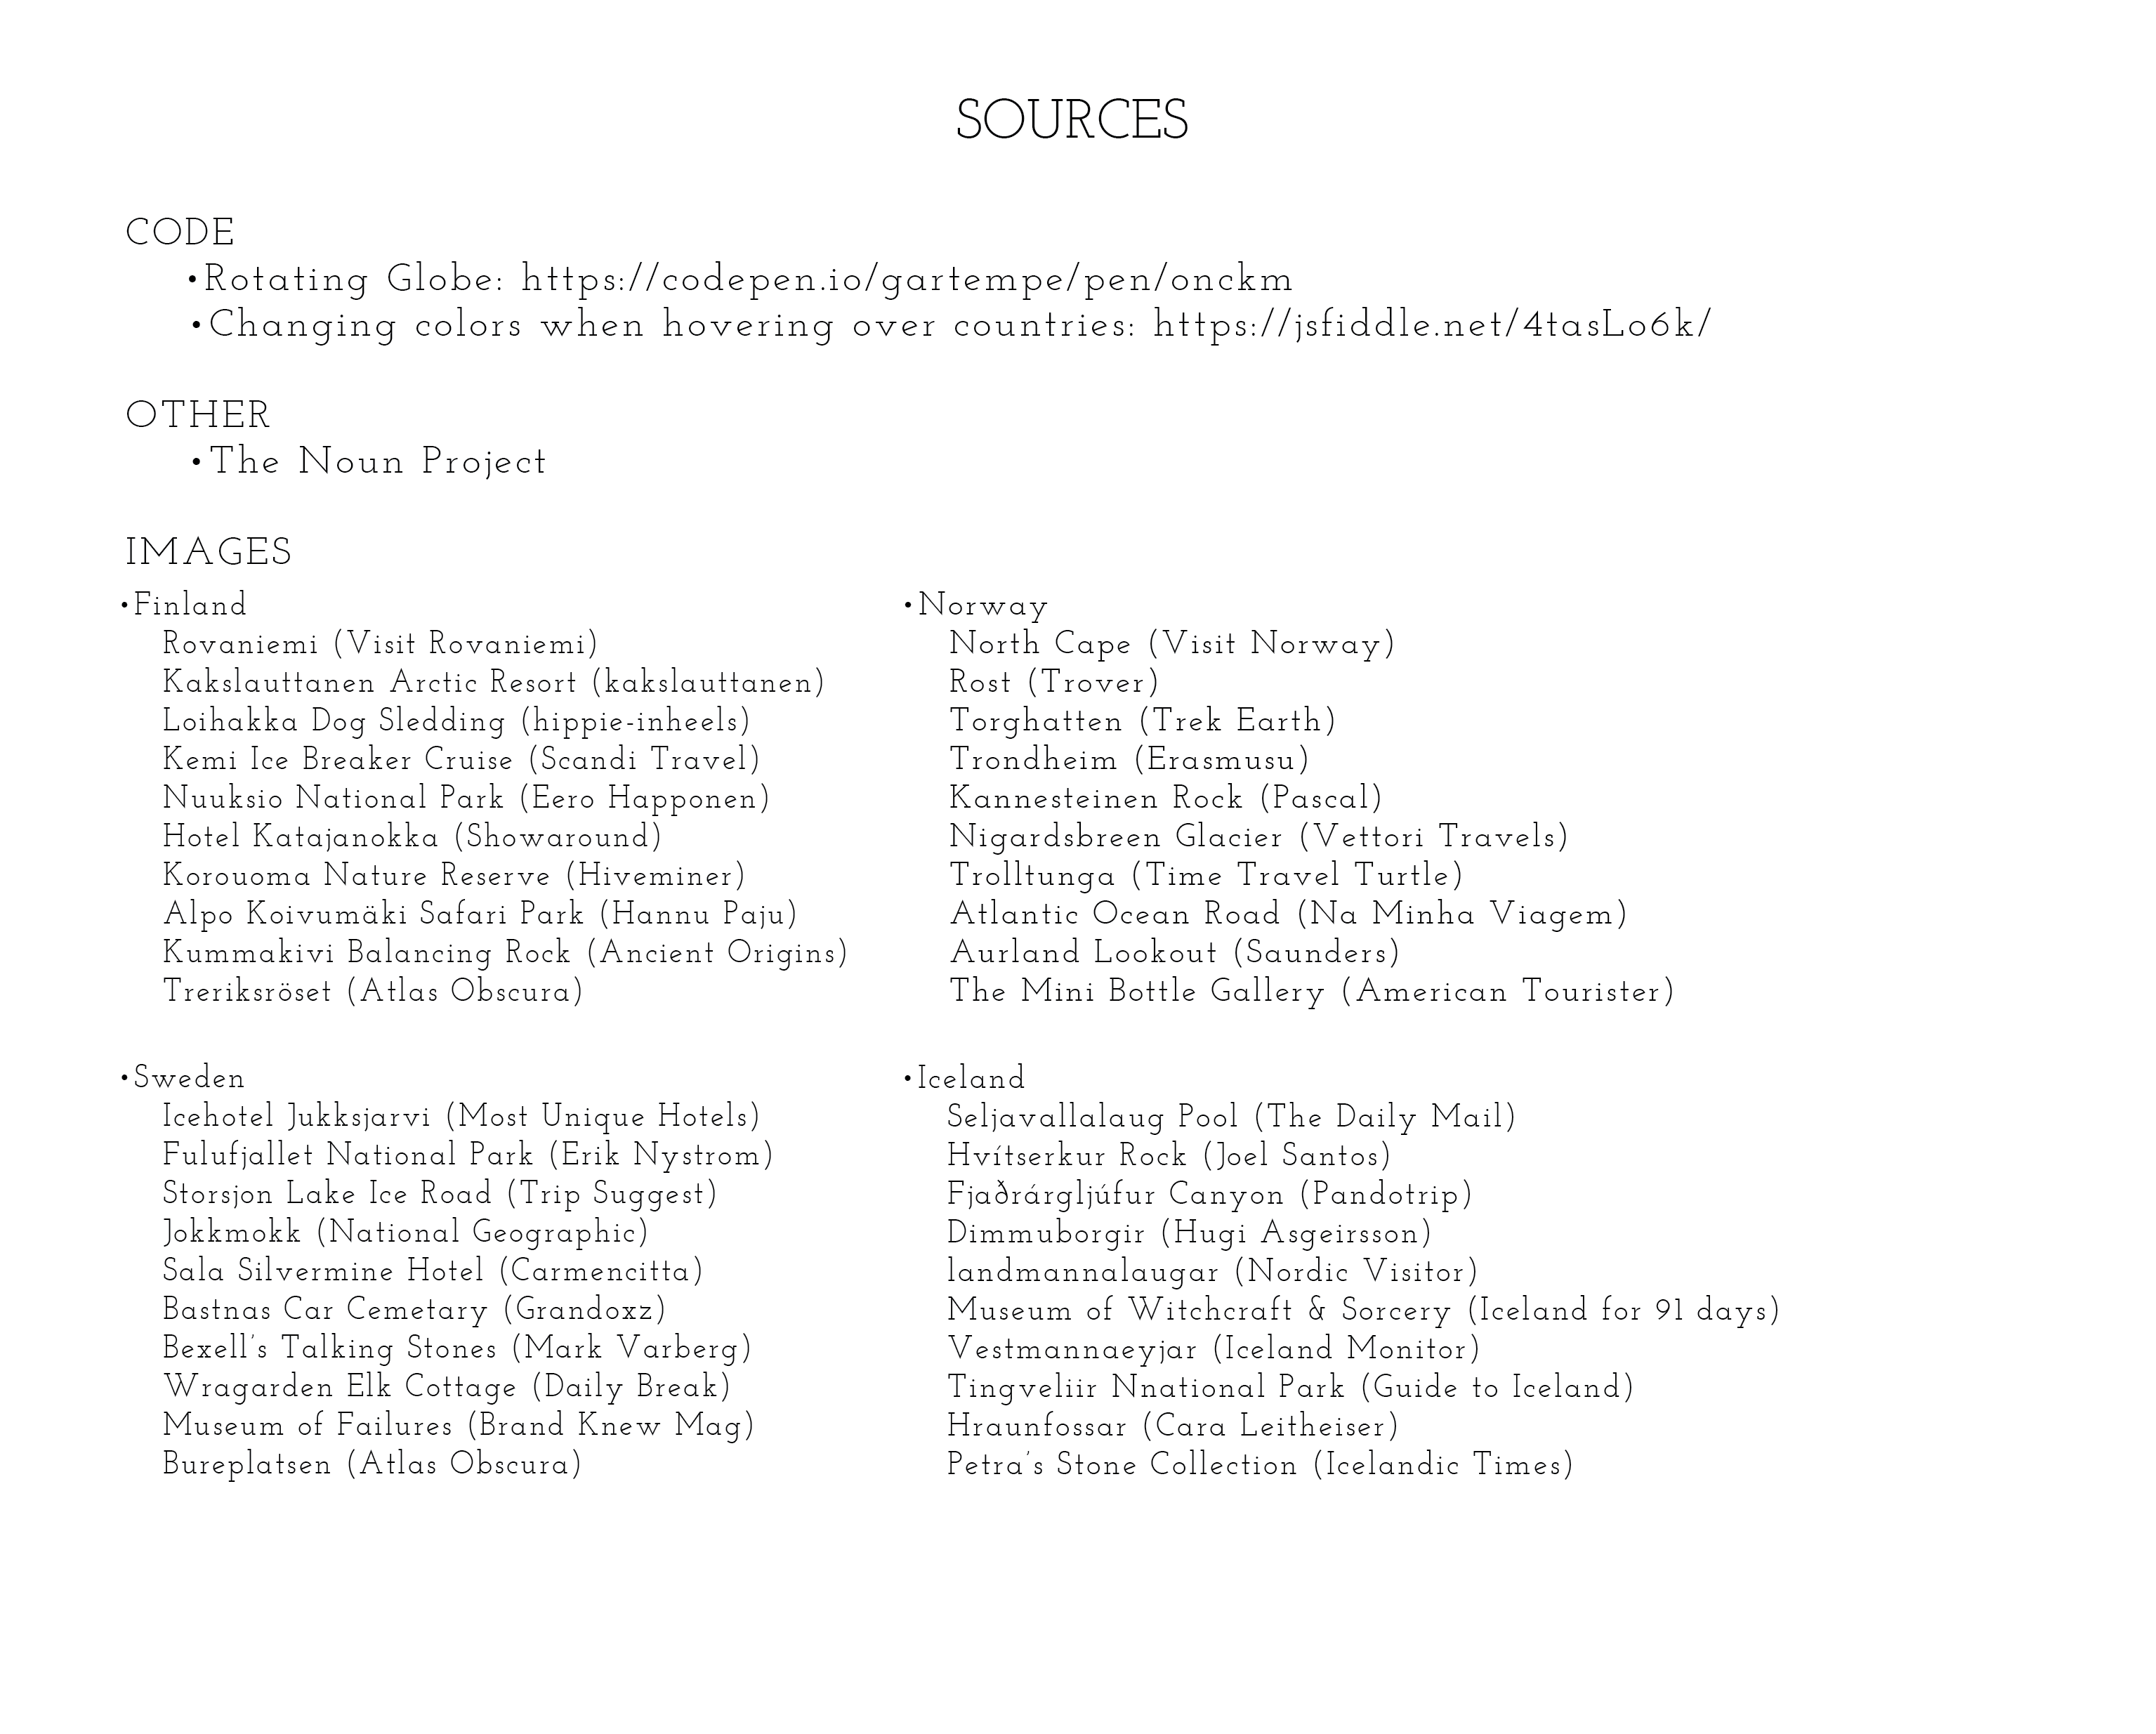 SOURCES
CODE
•Rotating Globe: https://codepen.io/gartempe/pen/onckm
•Changing colors when hovering over countries: https://jsfiddle.net/4tasLo6k/
OTHER
•The Noun Project
IMAGES
•Finland
Rovaniemi (Visit Rovaniemi)
Kakslauttanen Arctic Resort (kakslauttanen)
Loihakka Dog Sledding (hippie-inheels)
Kemi Ice Breaker Cruise (Scandi Travel)
Nuuksio National Park (Eero Happonen)
Hotel Katajanokka (Showaround)
Korouoma Nature Reserve (Hiveminer)
Alpo Koivumäki Safari Park (Hannu Paju)
Kummakivi Balancing Rock (Ancient Origins)
Treriksröset (Atlas Obscura)
•Norway
North Cape (Visit Norway)
Rost (Trover)
Torghatten (Trek Earth)
Trondheim (Erasmusu)
Kannesteinen Rock (Pascal)
Nigardsbreen Glacier (Vettori Travels)
Trolltunga (Time Travel Turtle)
Atlantic Ocean Road (Na Minha Viagem)
Aurland Lookout (Saunders)
The Mini Bottle Gallery (American Tourister)
•Sweden
Icehotel Jukksjarvi (Most Unique Hotels)
Fulufjallet National Park (Erik Nystrom)
Storsjon Lake Ice Road (Trip Suggest)
Jokkmokk (National Geographic)
Sala Silvermine Hotel (Carmencitta)
Bastnas Car Cemetary (Grandoxz)
Bexell's Talking Stones (Mark Varberg)
Wragarden Elk Cottage (Daily Break)
Museum of Failures (Brand Knew Mag)
Bureplatsen (Atlas Obscura)
•Iceland
Seljavallalaug Pool (The Daily Mail)
Hvítserkur Rock (Joel Santos)
Fjaðrárgljúfur Canyon (Pandotrip)
Dimmuborgir (Hugi Asgeirsson)
landmannalaugar (Nordic Visitor)
Museum of Witchcraft & Sorcery (Iceland for 91 days)
Vestmannaeyjar (Iceland Monitor)
Tingveliir Nnational Park (Guide to Iceland)
Hraunfossar (Cara Leitheiser)
Petra's Stone Collection (Icelandic Times)